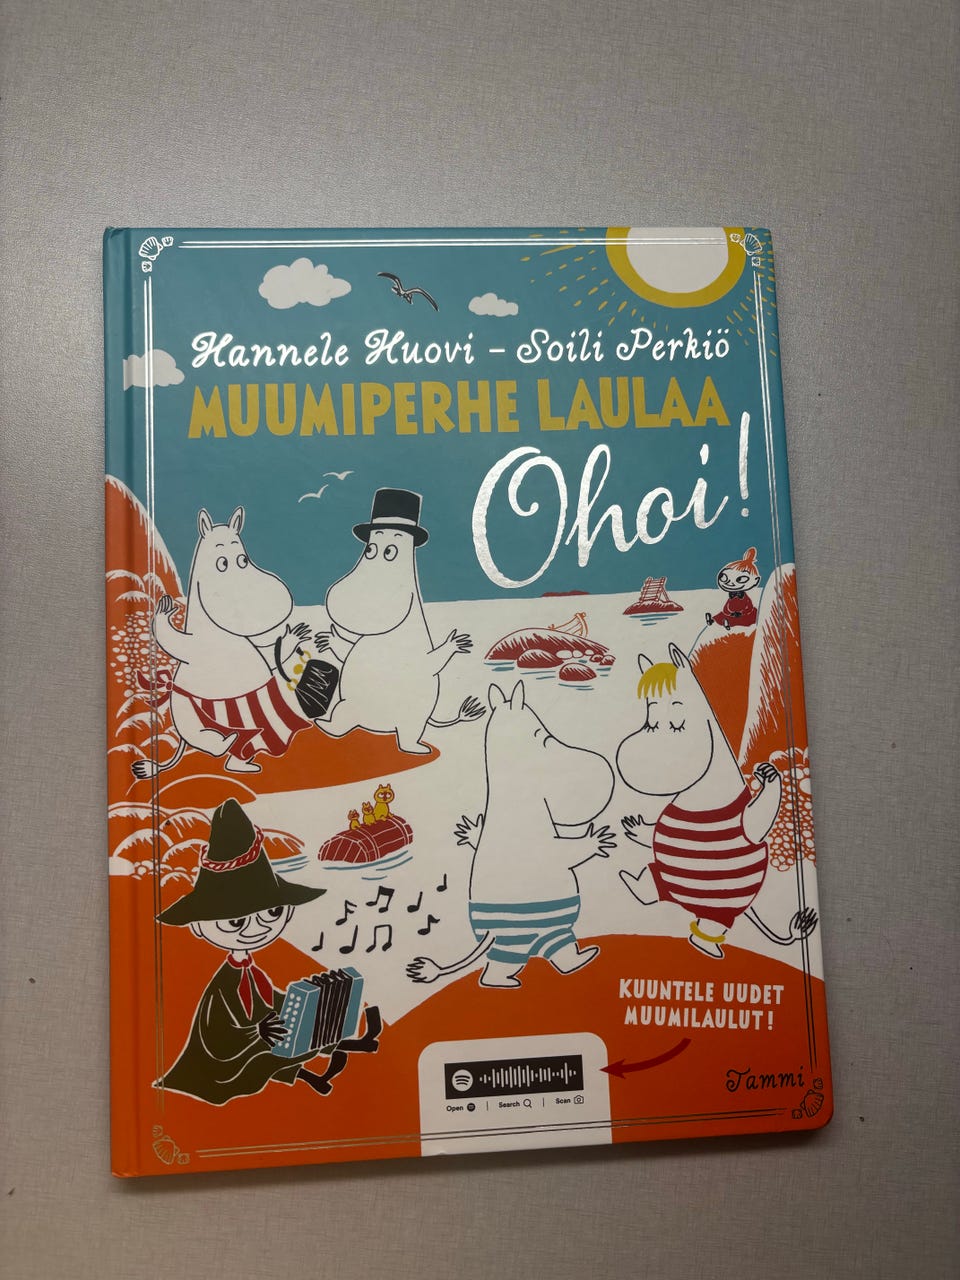 Hannele Huovi – Soili Perkiö
MUUMIPERHE LAULAA
Ohoi!
KUUNTELE UUDET
MUUMILAULUT!
Tammi
Open | Search | Scan